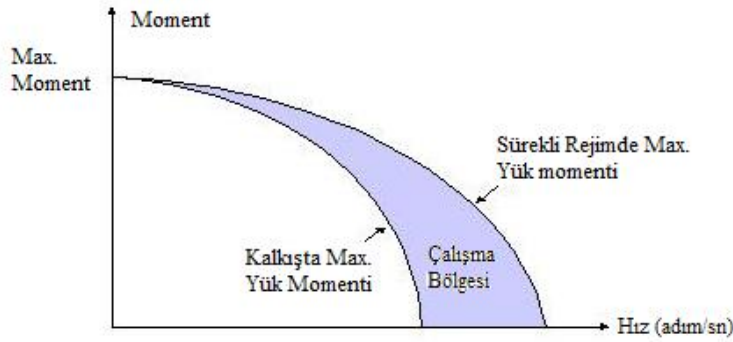 Moment
Max.
Moment
Sürekli Rejimde Max.
Yük momenti
Kalkışta Max.
Yük Momenti
Çalışma
Bölgesi
Hız (adım/sn)